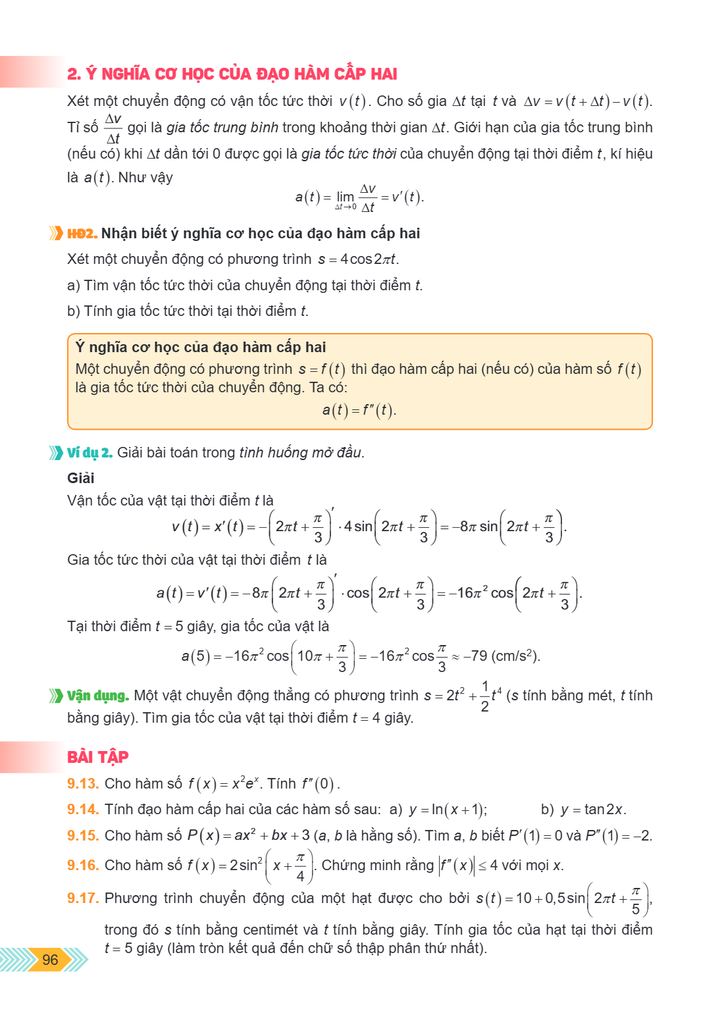 2. Ý NGHĨA CƠ HỌC CỦA ĐẠO HÀM CẤP HAI
Xét một chuyển động có vận tốc tức thời v(t). Cho số gia Δt tại t và Δv = v(t + Δt) − v(t).
Tỉ số Δv/Δt gọi là gia tốc trung bình trong khoảng thời gian Δt. Giới hạn của gia tốc trung bình
(nếu có) khi Δt dần tới 0 được gọi là gia tốc tức thời của chuyển động tại thời điểm t, kí hiệu
là a(t). Như vậy
a(t) = lim_{Δt→0} Δv/Δt = v′(t).
HĐ2. Nhận biết ý nghĩa cơ học của đạo hàm cấp hai
Xét một chuyển động có phương trình s = 4cos2πt.
a) Tìm vận tốc tức thời của chuyển động tại thời điểm t.
b) Tính gia tốc tức thời tại thời điểm t.
Ý nghĩa cơ học của đạo hàm cấp hai
Một chuyển động có phương trình s = f(t) thì đạo hàm cấp hai (nếu có) của hàm số f(t)
là gia tốc tức thời của chuyển động. Ta có:
a(t) = f″(t).
Ví dụ 2. Giải bài toán trong tình huống mở đầu.
Giải
Vận tốc của vật tại thời điểm t là
v(t) = x′(t) = −(2πt + π/3)′ · 4sin(2πt + π/3) = −8π sin(2πt + π/3).
Gia tốc tức thời của vật tại thời điểm t là
a(t) = v′(t) = −8π(2πt + π/3)′ · cos(2πt + π/3) = −16π² cos(2πt + π/3).
Tại thời điểm t = 5 giây, gia tốc của vật là
a(5) = −16π² cos(10π + π/3) = −16π² cos π/3 ≈ −79 (cm/s²).
Vận dụng. Một vật chuyển động thẳng có phương trình s = 2t² + 1/2 t⁴ (s tính bằng mét, t tính
bằng giây). Tìm gia tốc của vật tại thời điểm t = 4 giây.
BÀI TẬP
9.13. Cho hàm số f(x) = x²eˣ. Tính f″(0).
9.14. Tính đạo hàm cấp hai của các hàm số sau: a) y = ln(x + 1); b) y = tan2x.
9.15. Cho hàm số P(x) = ax² + bx + 3 (a, b là hằng số). Tìm a, b biết P′(1) = 0 và P″(1) = −2.
9.16. Cho hàm số f(x) = 2sin²(x + π/4). Chứng minh rằng |f″(x)| ≤ 4 với mọi x.
9.17. Phương trình chuyển động của một hạt được cho bởi s(t) = 10 + 0,5sin(2πt + π/5),
trong đó s tính bằng centimét và t tính bằng giây. Tính gia tốc của hạt tại thời điểm
t = 5 giây (làm tròn kết quả đến chữ số thập phân thứ nhất).
96